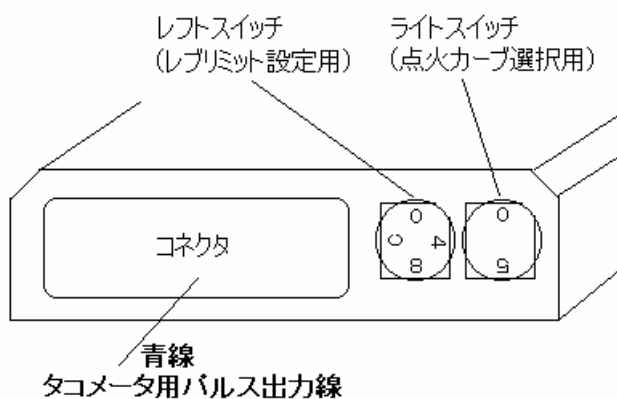 レフトスイッチ
(レブリミット設定用)
ライトスイッチ
(点火カーブ選択用)
コネクタ
0
C
4
8
0
5
青線
タコメータ用パルス出力線